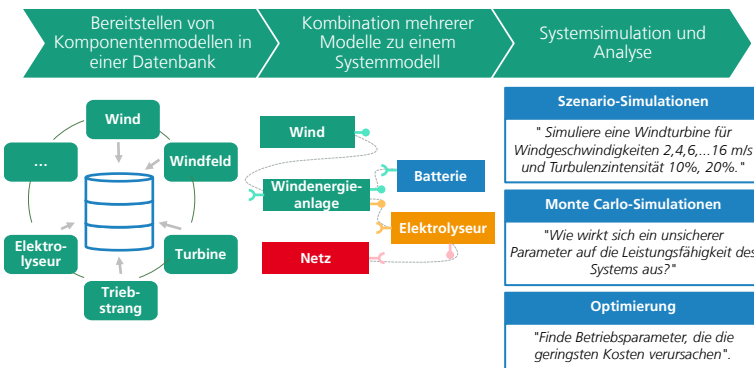 Bereitstellen von
Komponentenmodellen in
einer Datenbank
Kombination mehrerer
Modelle zu einem
Systemmodell
Systemsimulation und
Analyse
Wind
Windfeld
Turbine
Trieb-
strang
Elektro-
lyseur
...
Wind
Windenergie-
anlage
Netz
Batterie
Elektrolyseur
Szenario-Simulationen
" Simuliere eine Windturbine für
Windgeschwindigkeiten 2,4,6,...16 m/s
und Turbulenzintensität 10%, 20%."
Monte Carlo-Simulationen
"Wie wirkt sich ein unsicherer
Parameter auf die Leistungsfähigkeit des
Systems aus?"
Optimierung
"Finde Betriebsparameter, die die
geringsten Kosten verursachen".